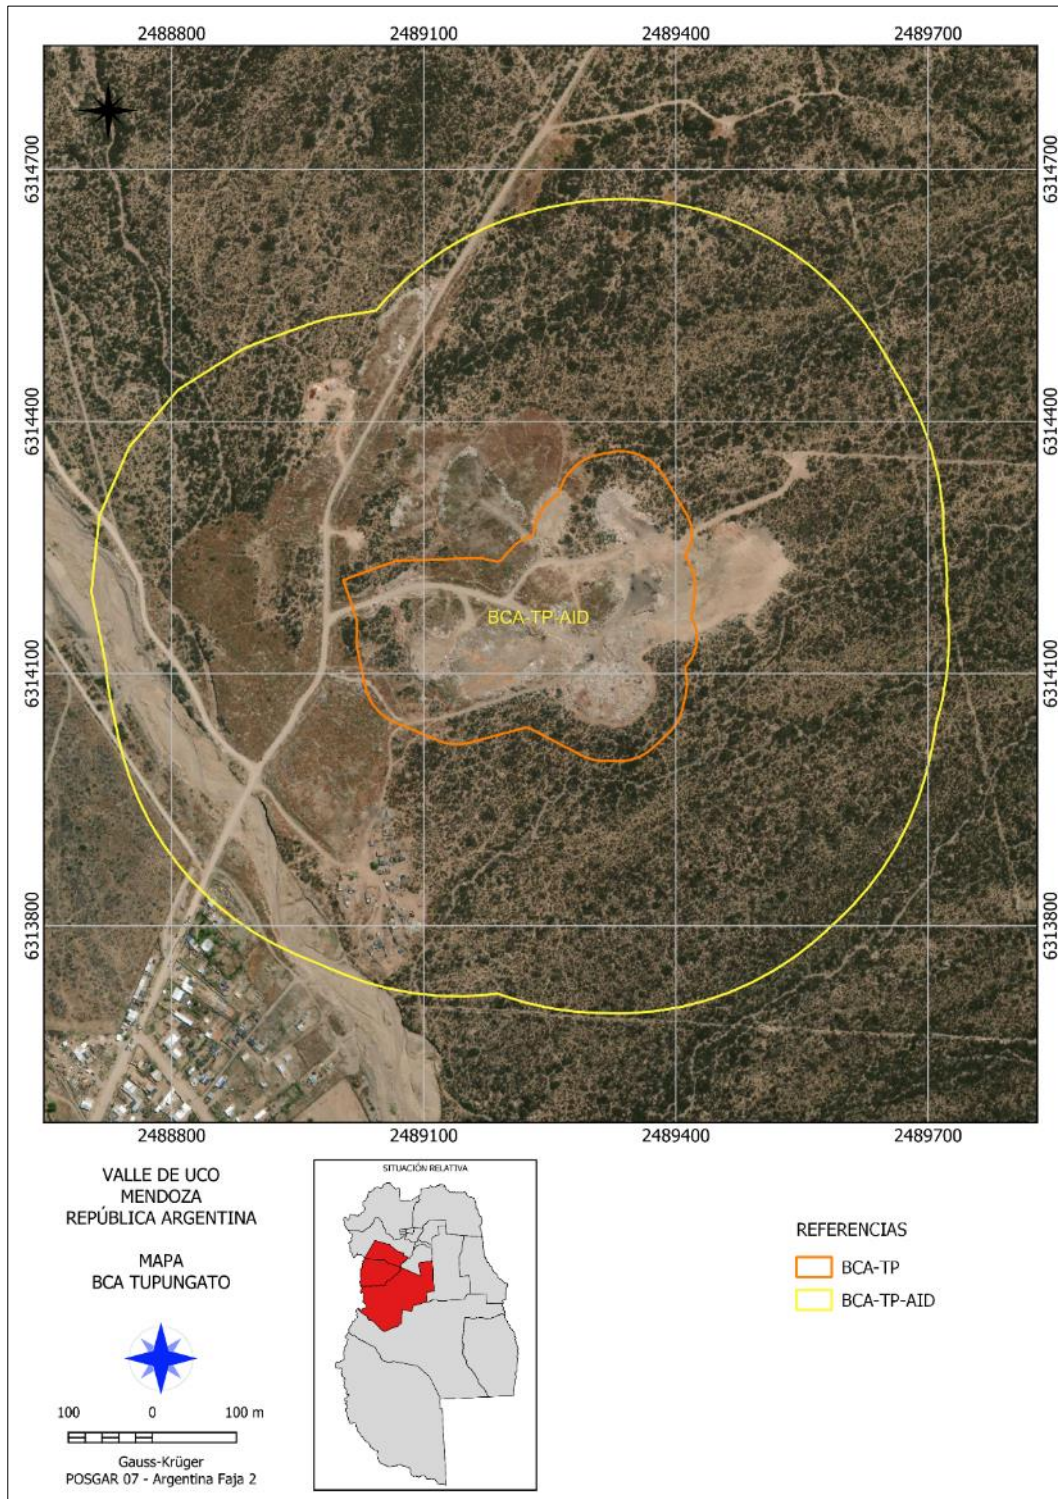 2488800 2489100 2489400 2489700
6314700 6314700
6314400 6314400
BCA-TP-AID
6314100 6314100
6313800 6313800
2488800 2489100 2489400 2489700
VALLE DE UCO
MENDOZA
REPÚBLICA ARGENTINA
MAPA
BCA TUPUNGATO
100 0 100 m
Gauss-Krüger
POSGAR 07 - Argentina Faja 2
SITUACIÓN RELATIVA
REFERENCIAS
BCA-TP
BCA-TP-AID